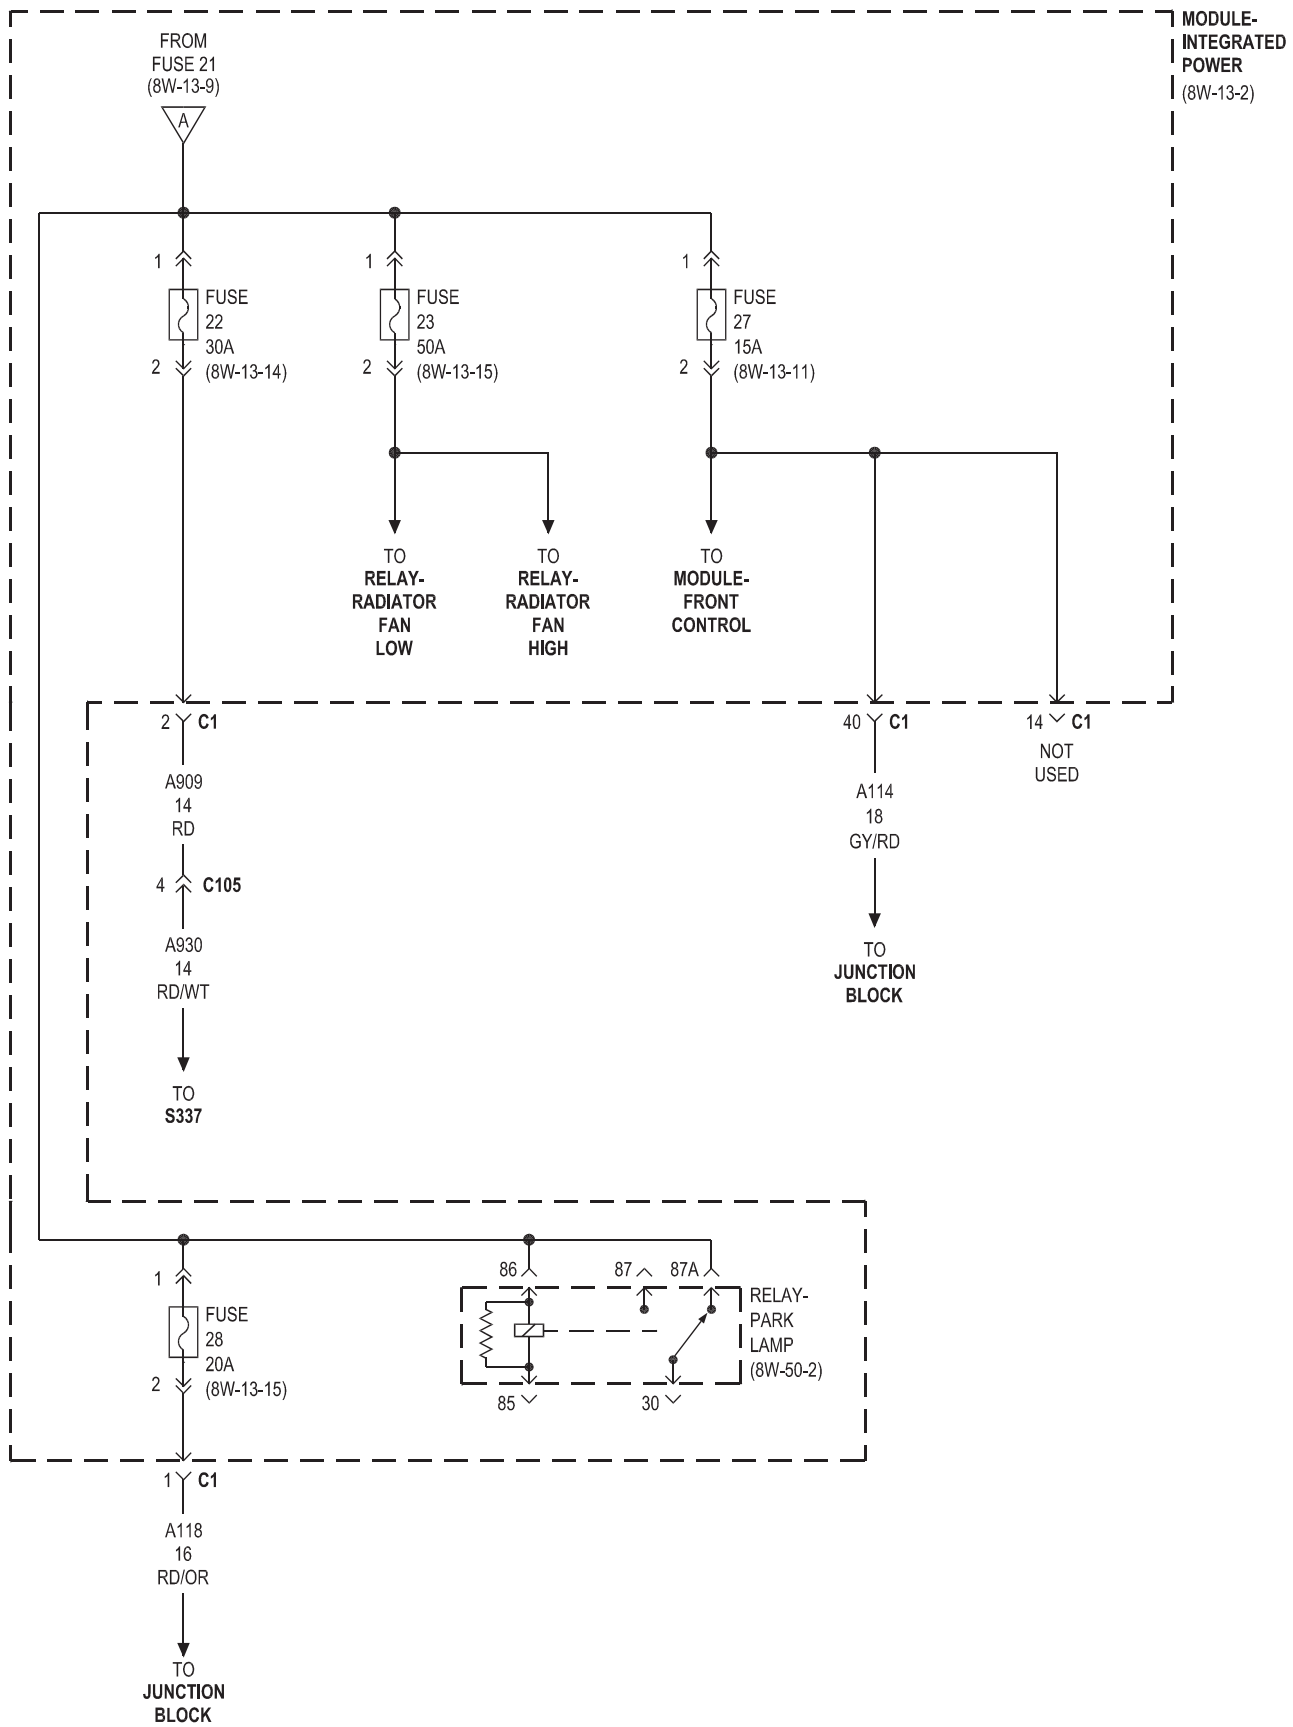 MODULE-
INTEGRATED
POWER
(8W-13-2)
FROM
FUSE 21
(8W-13-9)
A
1
FUSE
22
30A
2
(8W-13-14)
1
FUSE
23
50A
2
(8W-13-15)
1
FUSE
27
15A
2
(8W-13-11)
TO
RELAY-
RADIATOR
FAN
LOW
TO
RELAY-
RADIATOR
FAN
HIGH
TO
MODULE-
FRONT
CONTROL
2 C1
A909
14
RD
4 C105
A930
14
RD/WT
TO
S337
40 C1
A114
18
GY/RD
TO
JUNCTION
BLOCK
14 C1
NOT
USED
1
FUSE
28
20A
2
(8W-13-15)
86
87
87A
RELAY-
PARK
LAMP
(8W-50-2)
85
30
1 C1
A118
16
RD/OR
TO
JUNCTION
BLOCK